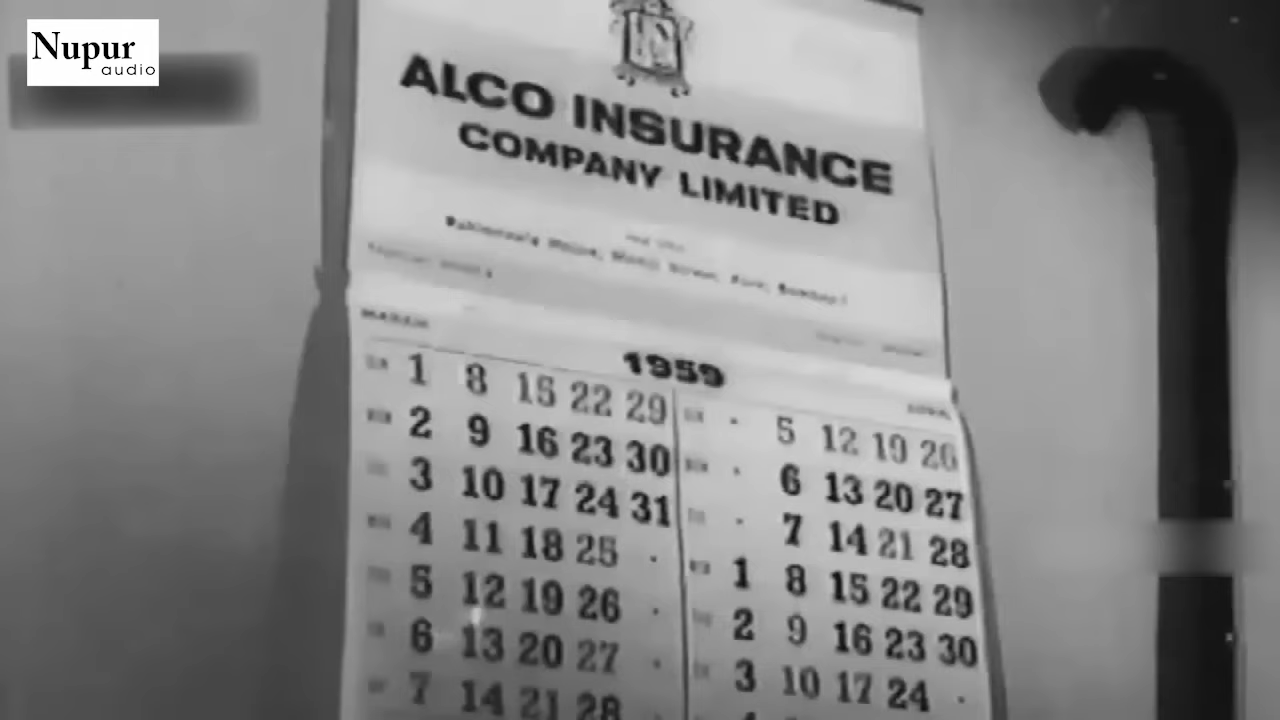 Nupur
audio
ALCO INSURANCE
COMPANY LIMITED
MARCH
1959
1 8 15 22 29 · 5 12 19 26
2 9 16 23 30 · 6 13 20 27
3 10 17 24 31 · 7 14 21 28
4 11 18 25 · 1 8 15 22 29
5 12 19 26 · 2 9 16 23 30
6 13 20 27 · 3 10 17 24 ·
7 14 21 28